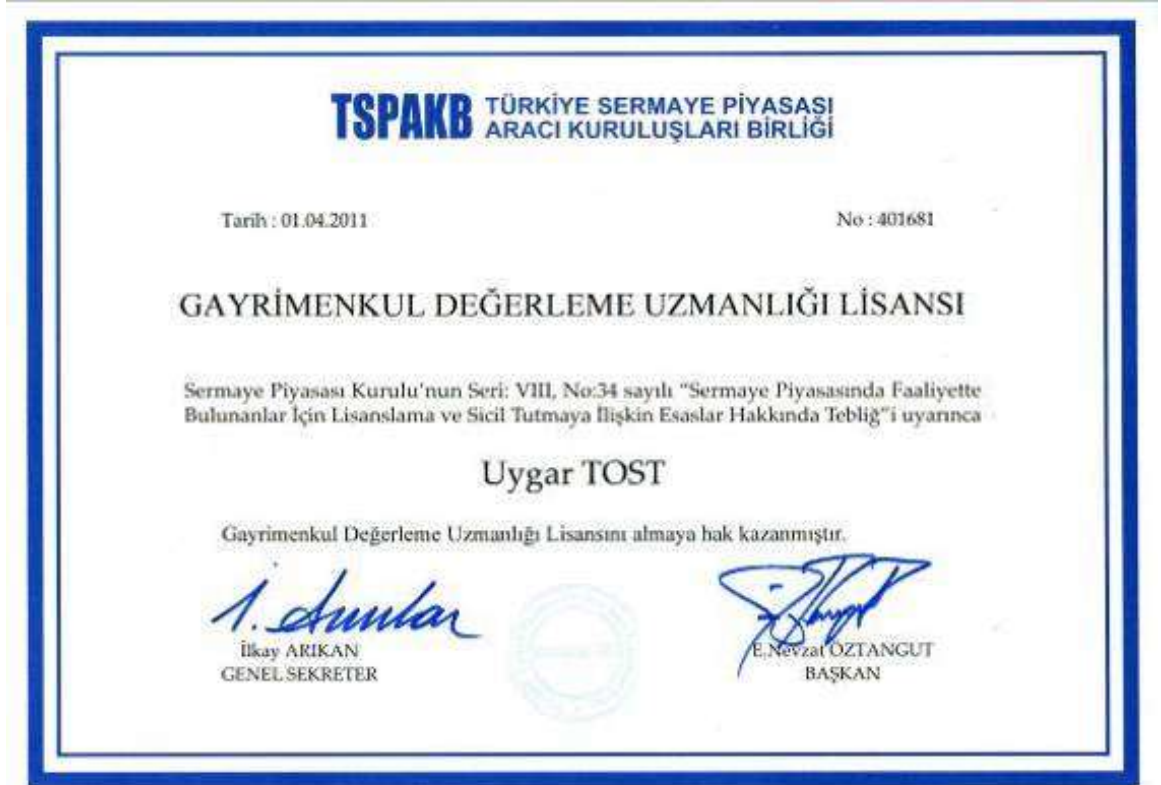 TSPAKB TÜRKİYE SERMAYE PİYASASI
ARACI KURULUŞLARI BİRLİĞİ
Tarih : 01.04.2011
No : 401681
GAYRİMENKUL DEĞERLEME UZMANLIĞI LİSANSI
Sermaye Piyasası Kurulu'nun Seri: VIII, No:34 sayılı "Sermaye Piyasasında Faaliyette
Bulunanlar İçin Lisanslama ve Sicil Tutmaya İlişkin Esaslar Hakkında Tebliğ"i uyarınca
Uygar TOST
Gayrimenkul Değerleme Uzmanlığı Lisansını almaya hak kazanmıştır.
İlkay ARIKAN
GENEL SEKRETER
E.Nevzat ÖZTANGUT
BAŞKAN